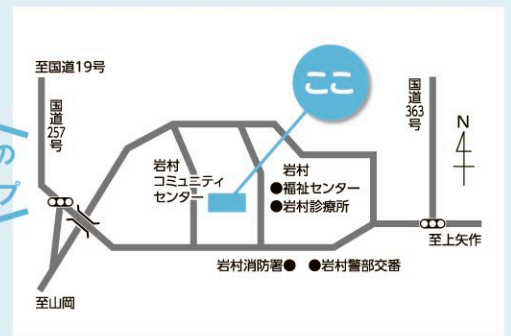 至国道19号
国道257号
ここ
国道363号
N
岩村
コミュニティ
センター
岩村
●福祉センター
●岩村診療所
至上矢作
岩村消防署● ●岩村警部交番
至山岡
の
プ